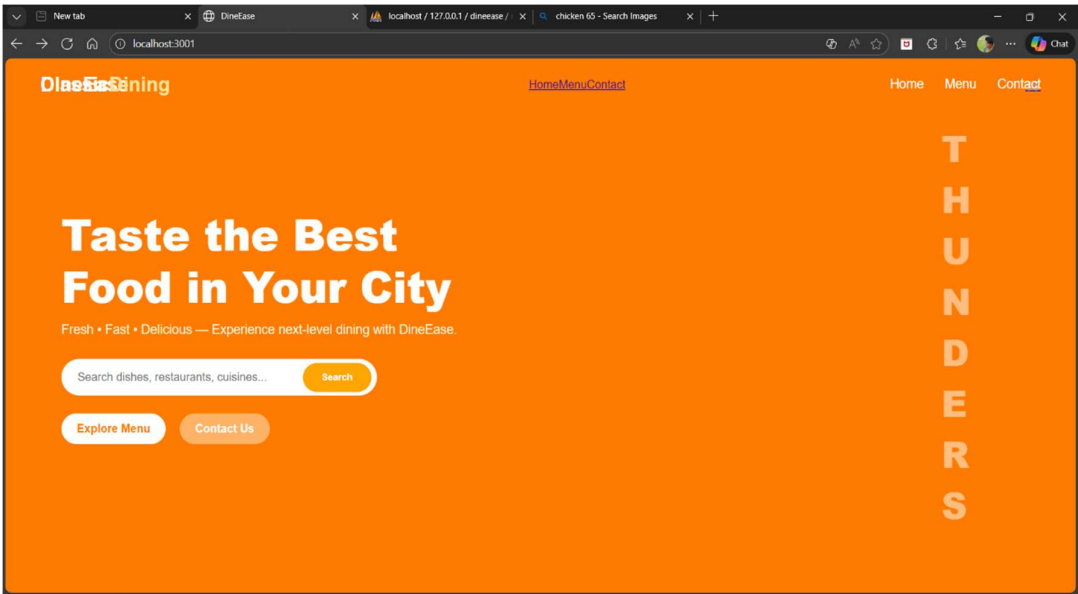 New tab
DineEase
localhost / 127.0.0.1 / dineease /
chicken 65 - Search Images
localhost:3001
Chat
Dining
HomeMenuContact
Home Menu Contact
Taste the Best
Food in Your City
Fresh • Fast • Delicious — Experience next-level dining with DineEase.
Search dishes, restaurants, cuisines...
Search
Explore Menu
Contact Us
T
H
U
N
D
E
R
S